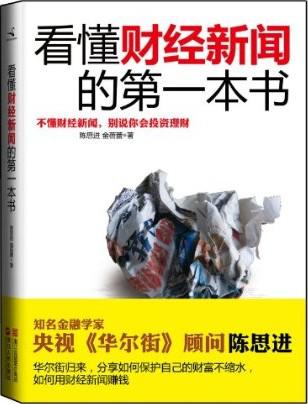 看懂财经新闻
的第一本书
不懂财经新闻，别说你会投资理财
陈思进 金蓓蕾•著
知名金融学家
央视《华尔街》顾问陈思进
华尔街归来，分享如何保护自己的财富不缩水，
如何用财经新闻赚钱
看懂财经新闻的第一本书